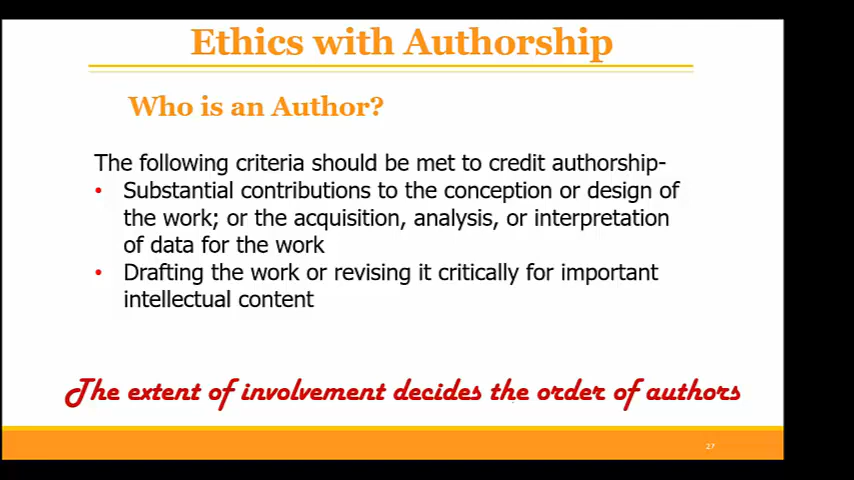 Ethics with Authorship
Who is an Author?
The following criteria should be met to credit authorship-
• Substantial contributions to the conception or design of
the work; or the acquisition, analysis, or interpretation
of data for the work
• Drafting the work or revising it critically for important
intellectual content
The extent of involvement decides the order of authors
27